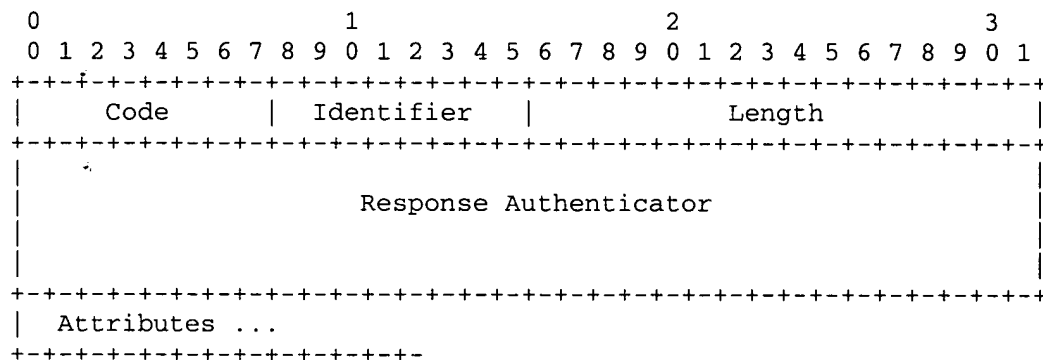 0                   1                   2                   3
0 1 2 3 4 5 6 7 8 9 0 1 2 3 4 5 6 7 8 9 0 1 2 3 4 5 6 7 8 9 0 1
+-+-+-+-+-+-+-+-+-+-+-+-+-+-+-+-+-+-+-+-+-+-+-+-+-+-+-+-+-+-+-+-+
|     Code      |  Identifier   |            Length             |
+-+-+-+-+-+-+-+-+-+-+-+-+-+-+-+-+-+-+-+-+-+-+-+-+-+-+-+-+-+-+-+-+
|                                                               |
|                     Response Authenticator                    |
|                                                               |
|                                                               |
+-+-+-+-+-+-+-+-+-+-+-+-+-+-+-+-+-+-+-+-+-+-+-+-+-+-+-+-+-+-+-+-+
|  Attributes ...
+-+-+-+-+-+-+-+-+-+-+-+-+-